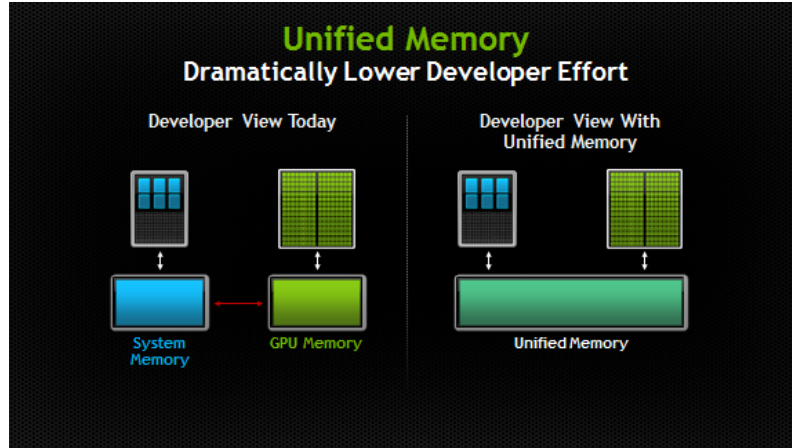 Unified Memory
Dramatically Lower Developer Effort
Developer View Today
System
Memory
GPU Memory
Developer View With
Unified Memory
Unified Memory